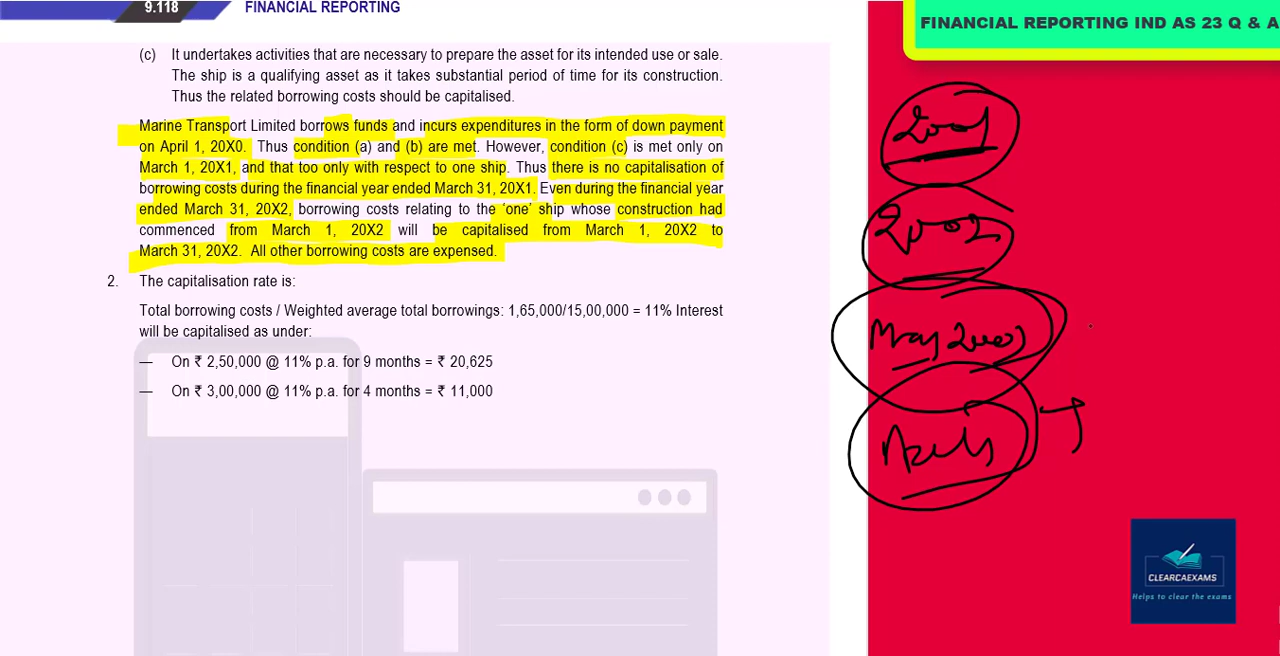 9.118
FINANCIAL REPORTING
FINANCIAL REPORTING IND AS 23 Q & A
(c) It undertakes activities that are necessary to prepare the asset for its intended use or sale.
The ship is a qualifying asset as it takes substantial period of time for its construction.
Thus the related borrowing costs should be capitalised.
Marine Transport Limited borrows funds and incurs expenditures in the form of down payment
on April 1, 20X0. Thus condition (a) and (b) are met. However, condition (c) is met only on
March 1, 20X1, and that too only with respect to one ship. Thus there is no capitalisation of
borrowing costs during the financial year ended March 31, 20X1. Even during the financial year
ended March 31, 20X2, borrowing costs relating to the ‘one’ ship whose construction had
commenced from March 1, 20X2 will be capitalised from March 1, 20X2 to
March 31, 20X2. All other borrowing costs are expensed.
2. The capitalisation rate is:
Total borrowing costs / Weighted average total borrowings: 1,65,000/15,00,000 = 11% Interest
will be capitalised as under:
— On ₹ 2,50,000 @ 11% p.a. for 9 months = ₹ 20,625
— On ₹ 3,00,000 @ 11% p.a. for 4 months = ₹ 11,000
2001
2002
CLEARCAEXAMS
Helps to clear the exams